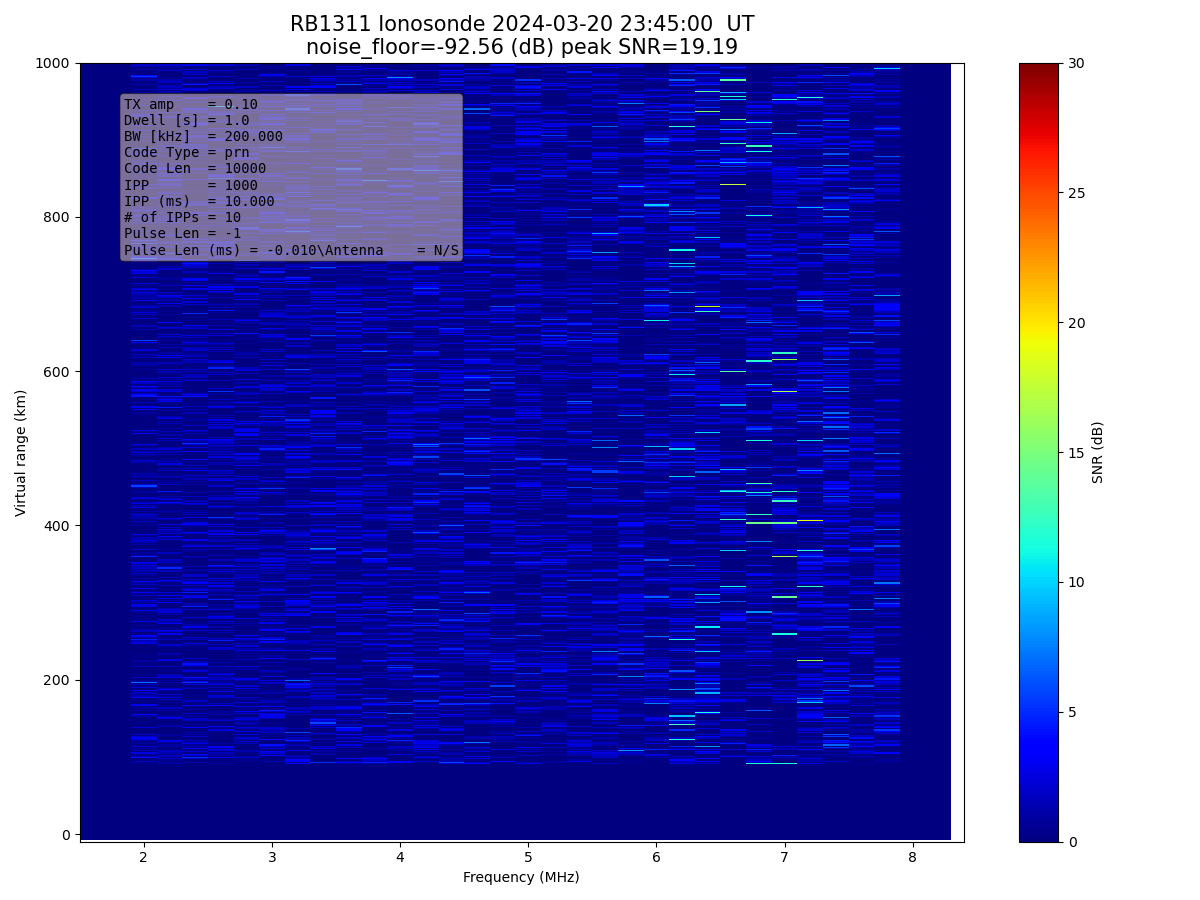 RB1311 Ionosonde 2024-03-20 23:45:00  UT
noise_floor=-92.56 (dB) peak SNR=19.19
1000
800
600
400
200
0
Virtual range (km)
TX amp    = 0.10
Dwell [s] = 1.0
BW [kHz]  = 200.000
Code Type = prn
Code Len  = 10000
IPP       = 1000
IPP (ms)  = 10.000
# of IPPs = 10
Pulse Len = -1
Pulse Len (ms) = -0.010\Antenna    = N/S
2 3 4 5 6 7 8
Frequency (MHz)
30
25
20
15
10
5
0
SNR (dB)